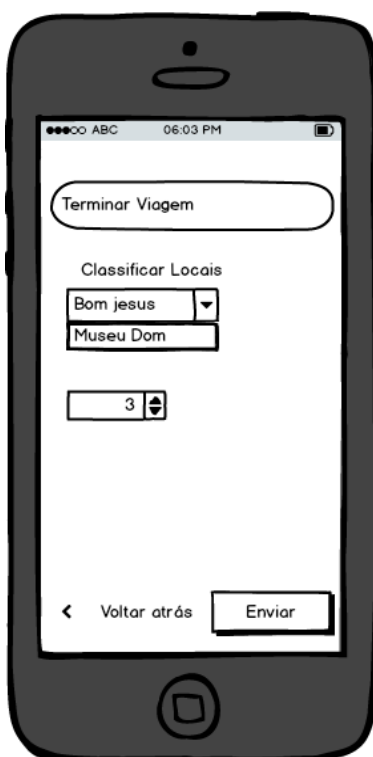 ABC 06:03 PM
Terminar Viagem
Classificar Locais
Bom jesus
Museu Dom
3
Voltar atrás Enviar